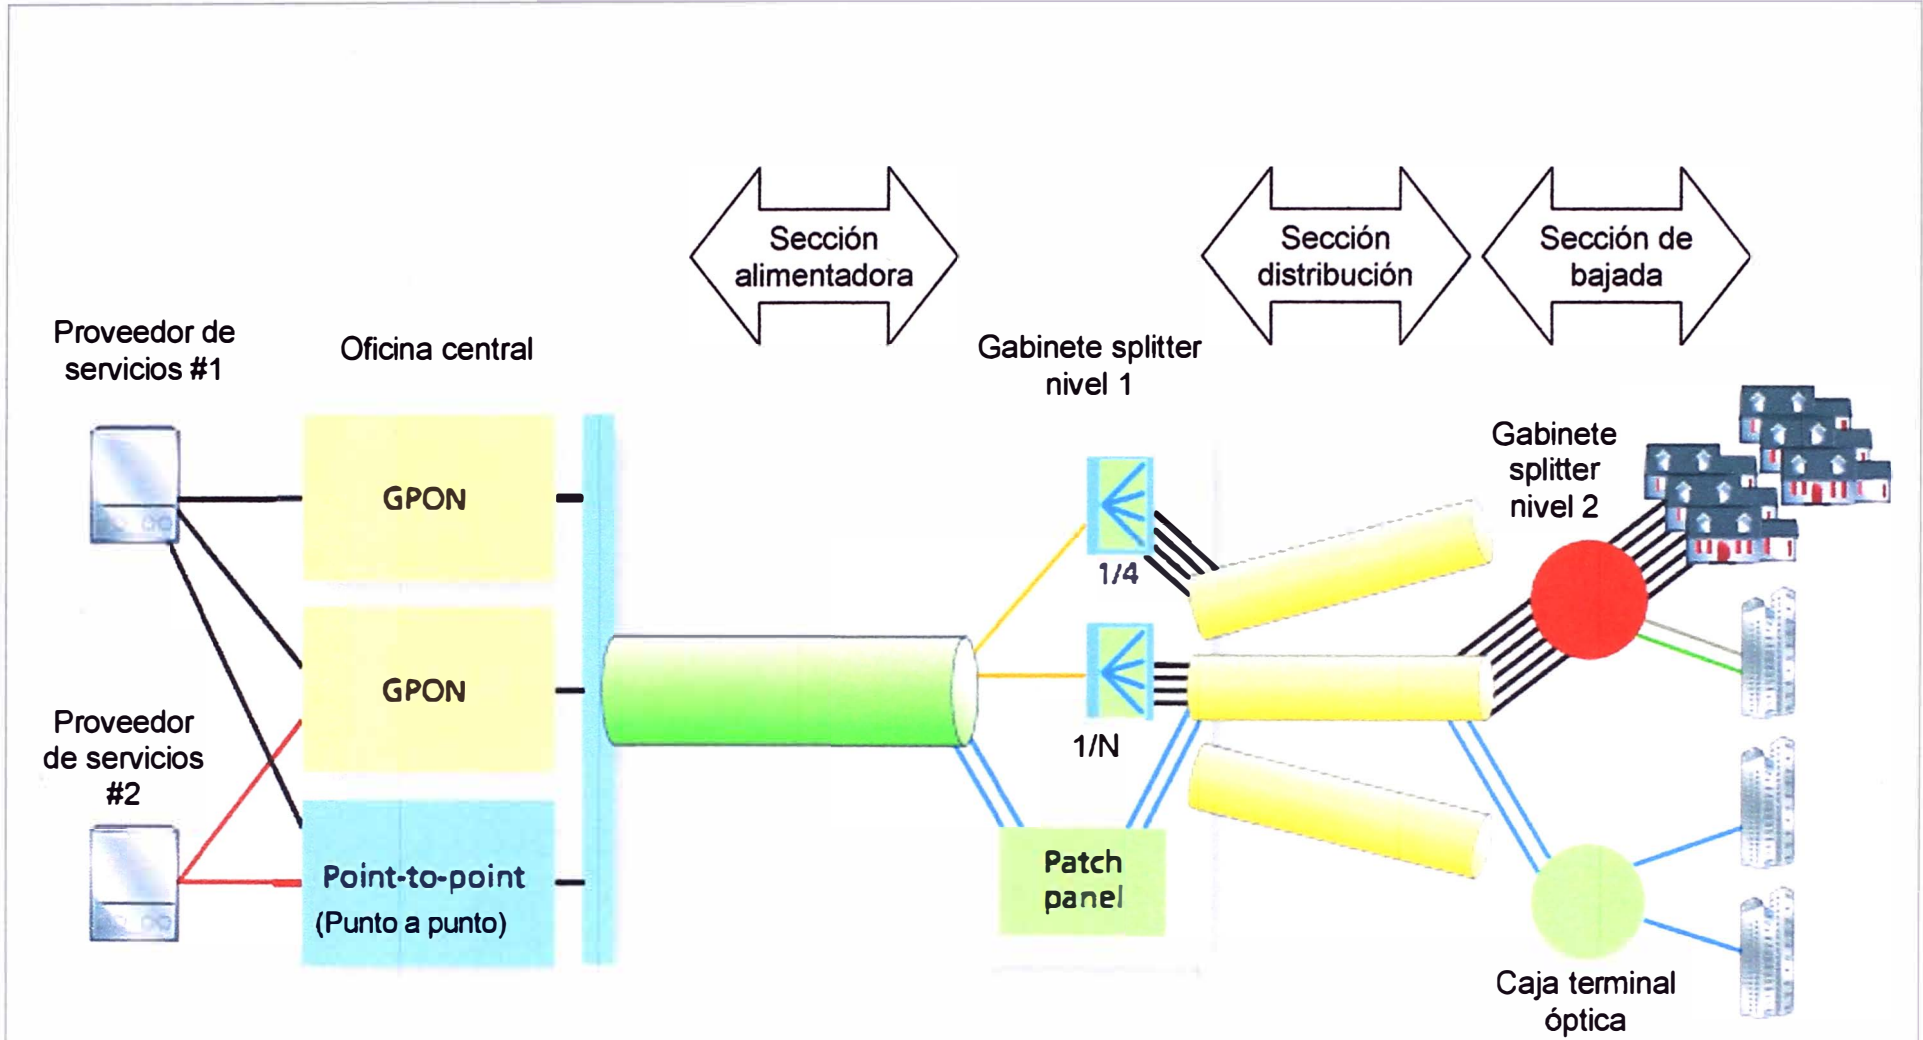 Sección
alimentadora
Sección
distribución
Sección de
bajada
Proveedor de
servicios #1
Oficina central
Gabinete splitter
nivel 1
Gabinete
splitter
nivel 2
GPON
1/4
GPON
1/N
Proveedor
de servicios
#2
Point-to-point
(Punto a punto)
Patch
panel
Caja terminal
óptica